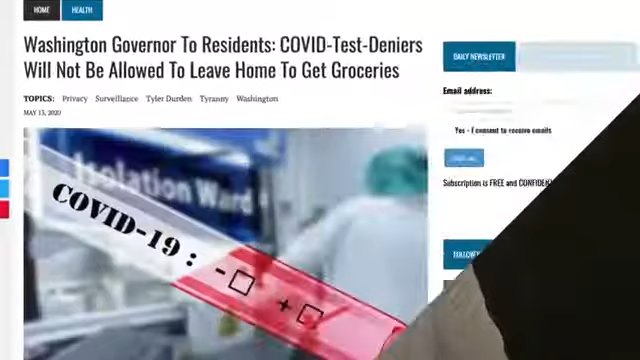 HOME
HEALTH
Washington Governor To Residents: COVID-Test-Deniers
Will Not Be Allowed To Leave Home To Get Groceries
TOPICS: Privacy Surveillance Tyler Durden Tyranny Washington
MAY 13, 2020
Isolation Ward
COVID-19:
- +
DAILY NEWSLETTER
Email address:
Yes - I consent to receive emails
Subscription is FREE and CONFIDEN
FOLLOW